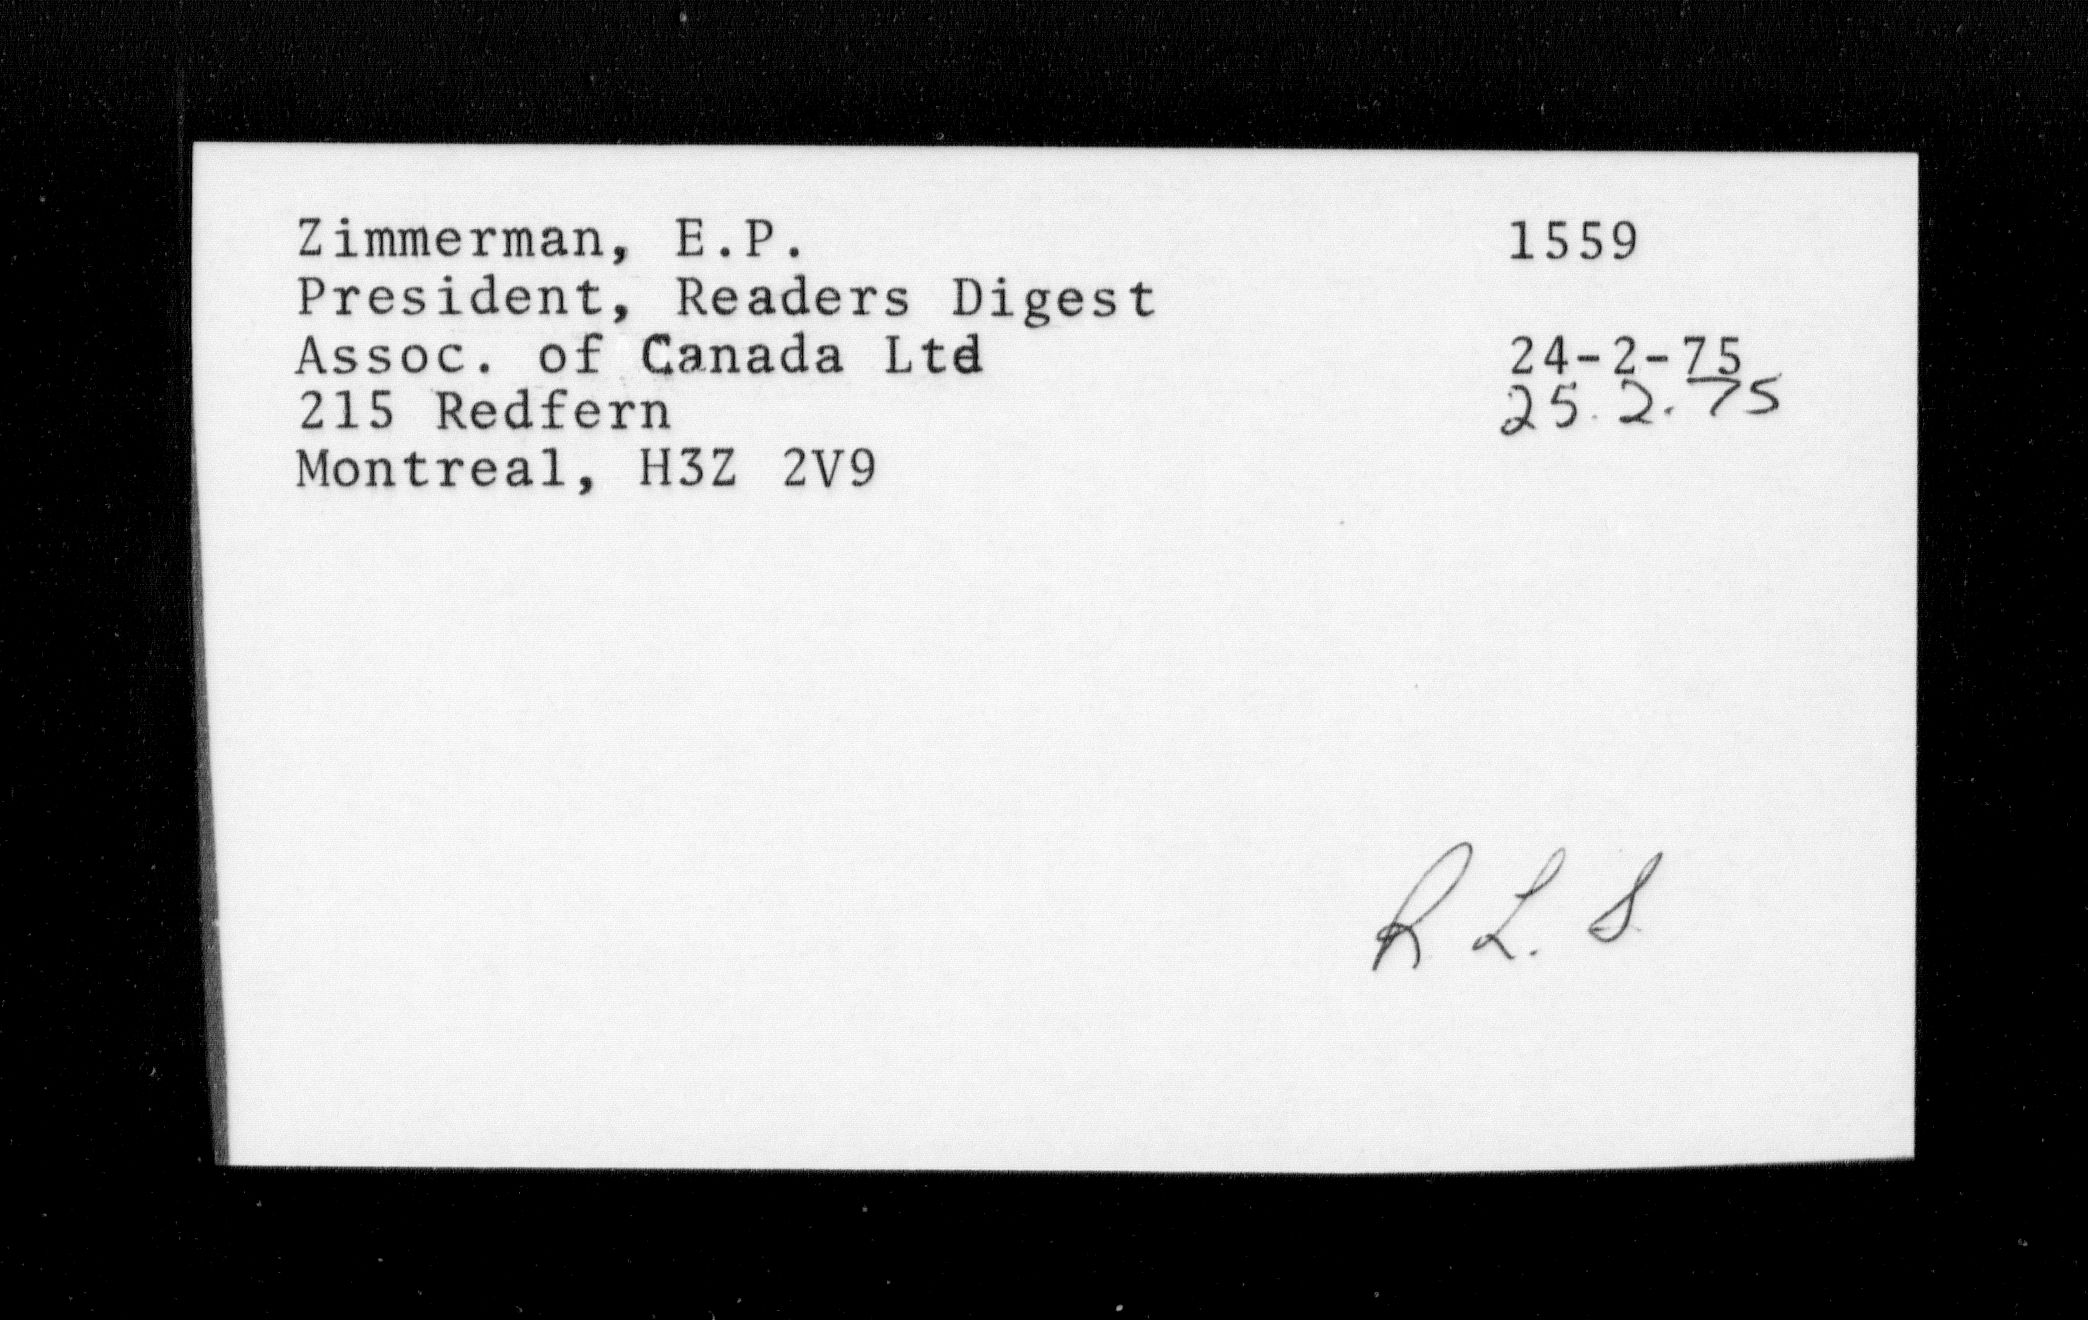 Zimmerman, E.P. 1559
President, Readers Digest
Assoc. of Canada Ltd 24-2-75
215 Redfern 25.2.75
Montreal, H3Z 2V9
R L. S.